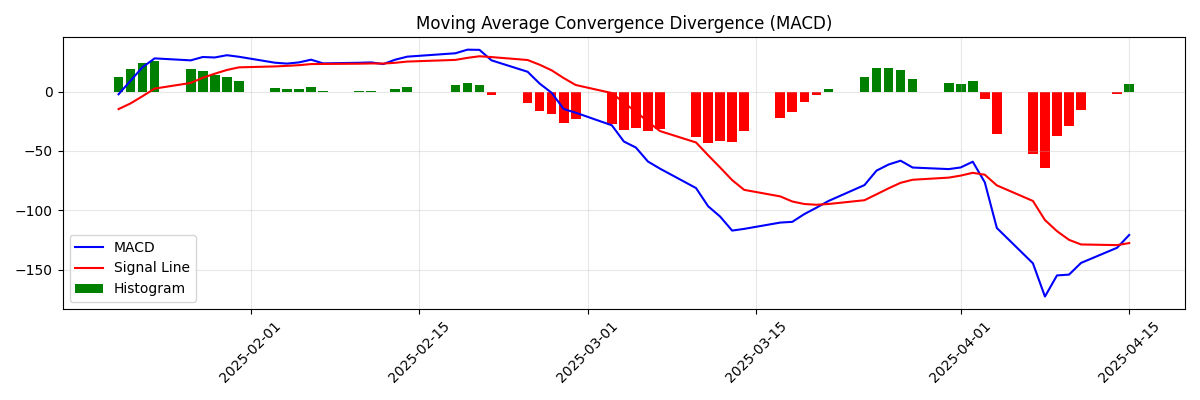 Moving Average Convergence Divergence (MACD)
0
−50
−100
−150
MACD
Signal Line
Histogram
2025-02-01
2025-02-15
2025-03-01
2025-03-15
2025-04-01
2025-04-15